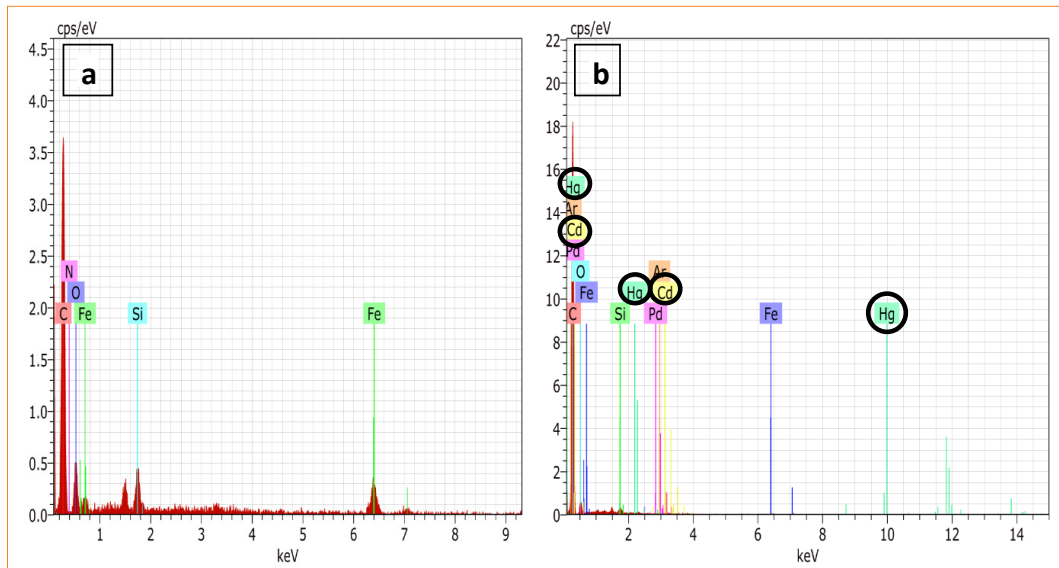 cps/eV
a
4.5
4.0
3.5
3.0
2.5
2.0
1.5
1.0
0.5
0.0
N
O
C
Fe
Si
Fe
1 2 3 4 5 6 7 8 9
keV
cps/eV
b
22
20
18
16
14
12
10
8
6
4
2
0
Hg
Ar
Cd
Pd
O
Fe
C
Si
Hg
Ar
Cd
Pd
Fe
Hg
2 4 6 8 10 12 14
keV